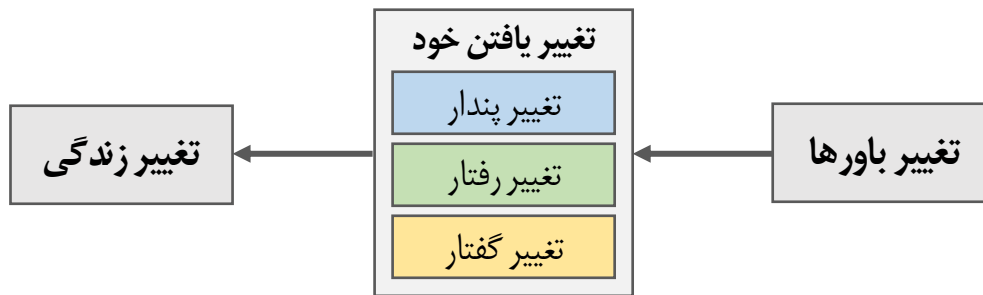 تغییر باورها
تغییر یافتن خود
تغییر پندار
تغییر رفتار
تغییر گفتار
تغییر زندگی